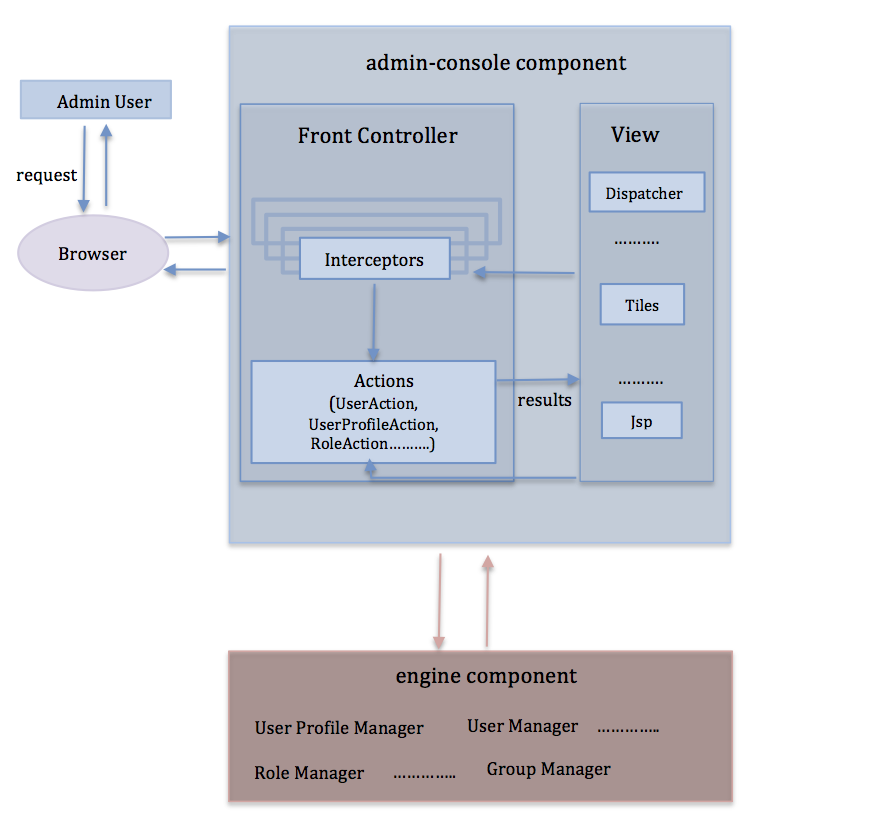 admin-console component
Admin User
Front Controller
View
request
Dispatcher
Browser
……….
Interceptors
Tiles
……….
Actions
(UserAction,
UserProfileAction,
RoleAction……….)
results
Jsp
engine component
User Profile Manager
User Manager
…………..
Role Manager
…………..
Group Manager